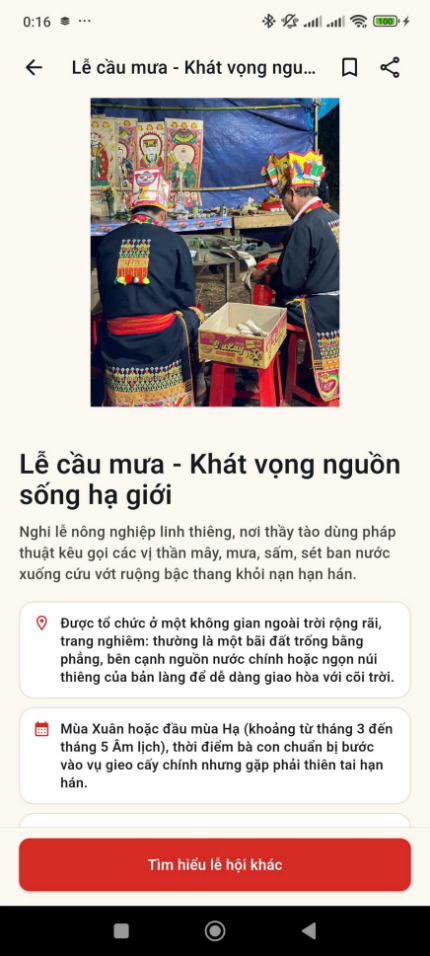 0:16
100
Lễ cầu mưa - Khát vọng ngu...
Lễ cầu mưa - Khát vọng nguồn
sống hạ giới
Nghi lễ nông nghiệp linh thiêng, nơi thầy tào dùng pháp
thuật kêu gọi các vị thần mây, mưa, sấm, sét ban nước
xuống cứu vớt ruộng bậc thang khỏi nạn hạn hán.
Được tổ chức ở một không gian ngoài trời rộng rãi,
trang nghiêm: thường là một bãi đất trống bằng
phẳng, bên cạnh nguồn nước chính hoặc ngọn núi
thiêng của bản làng để dễ dàng giao hòa với cõi trời.
Mùa Xuân hoặc đầu mùa Hạ (khoảng từ tháng 3 đến
tháng 5 Âm lịch), thời điểm bà con chuẩn bị bước
vào vụ gieo cấy chính nhưng gặp phải thiên tai hạn
hán.
Tìm hiểu lễ hội khác